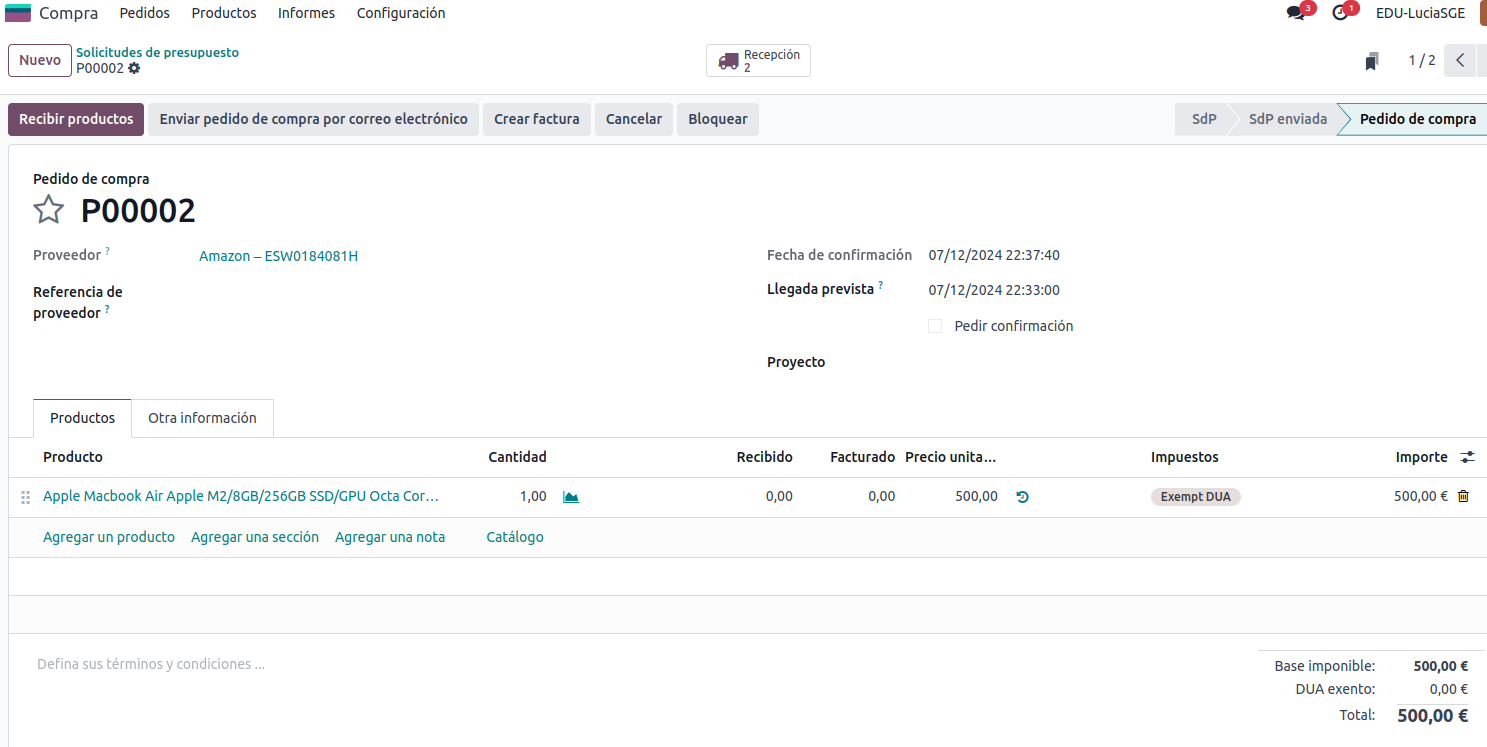 Compra Pedidos Productos Informes Configuración 3 1 EDU-LuciaSGE
Nuevo Solicitudes de presupuesto
P00002
Recepción
2
1 / 2
Recibir productos Enviar pedido de compra por correo electrónico Crear factura Cancelar Bloquear SdP SdP enviada Pedido de compra
Pedido de compra
P00002
Proveedor ? Amazon – ESW0184081H Fecha de confirmación 07/12/2024 22:37:40
Referencia de
proveedor ?
Llegada prevista ? 07/12/2024 22:33:00
Pedir confirmación
Proyecto
Productos Otra información
Producto Cantidad Recibido Facturado Precio unita... Impuestos Importe
Apple Macbook Air Apple M2/8GB/256GB SSD/GPU Octa Cor... 1,00 0,00 0,00 500,00 Exempt DUA 500,00 €
Agregar un producto Agregar una sección Agregar una nota Catálogo
Defina sus términos y condiciones ...
Base imponible: 500,00 €
DUA exento: 0,00 €
Total: 500,00 €